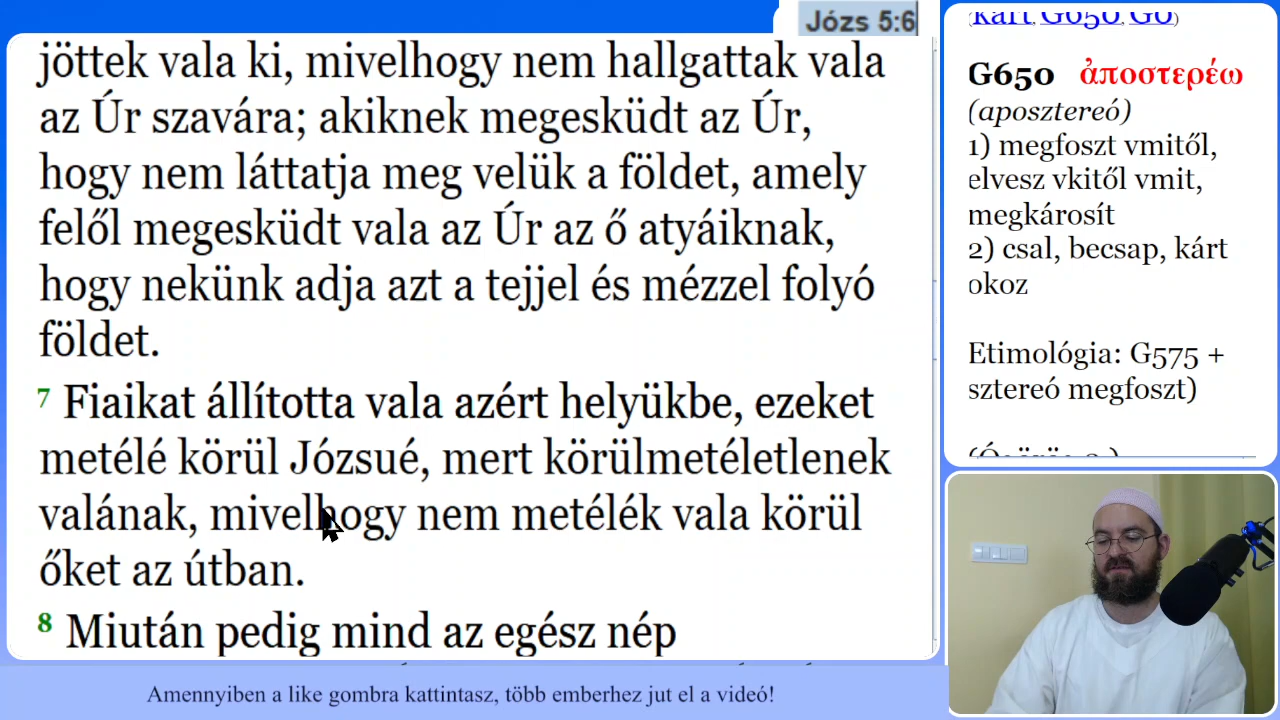 Józs 5:6
jöttek vala ki, mivelhogy nem hallgattak vala
az Úr szavára; akiknek megesküdt az Úr,
hogy nem láttatja meg velük a földet, amely
felől megesküdt vala az Úr az ő atyáiknak,
hogy nekünk adja azt a tejjel és mézzel folyó
földet.
7 Fiaikat állította vala azért helyükbe, ezeket
metélé körül Józsué, mert körülmetéletlenek
valának, mivelhogy nem metélék vala körül
őket az útban.
8 Miután pedig mind az egész nép
G650 ἀποστερέω
(aposztereó)
1) megfoszt vmitől,
elvesz vkitől vmit,
megkárosít
2) csal, becsap, kárt
okoz
Etimológia: G575 +
sztereó megfoszt)
Amennyiben a like gombra kattintasz, több emberhez jut el a videó!